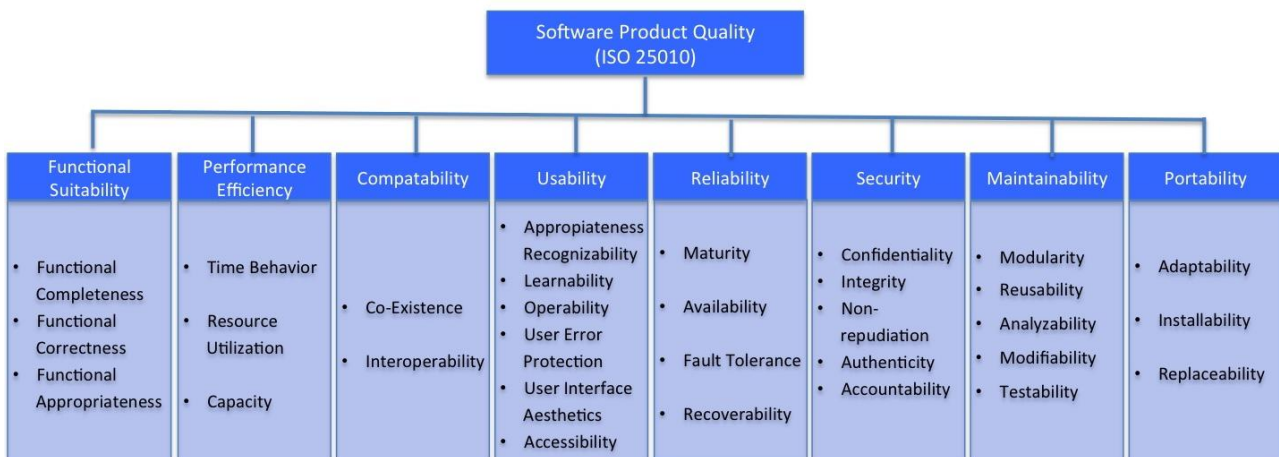 Software Product Quality
(ISO 25010)
Functional
Suitability
• Functional
Completeness
• Functional
Correctness
• Functional
Appropriateness
Performance
Efficiency
• Time Behavior
• Resource
Utilization
• Capacity
Compatability
• Co-Existence
• Interoperability
Usability
• Appropiateness
Recognizability
• Learnability
• Operability
• User Error
Protection
• User Interface
Aesthetics
• Accessibility
Reliability
• Maturity
• Availability
• Fault Tolerance
• Recoverability
Security
• Confidentiality
• Integrity
• Non-
repudiation
• Authenticity
• Accountability
Maintainability
• Modularity
• Reusability
• Analyzability
• Modifiability
• Testability
Portability
• Adaptability
• Installability
• Replaceability